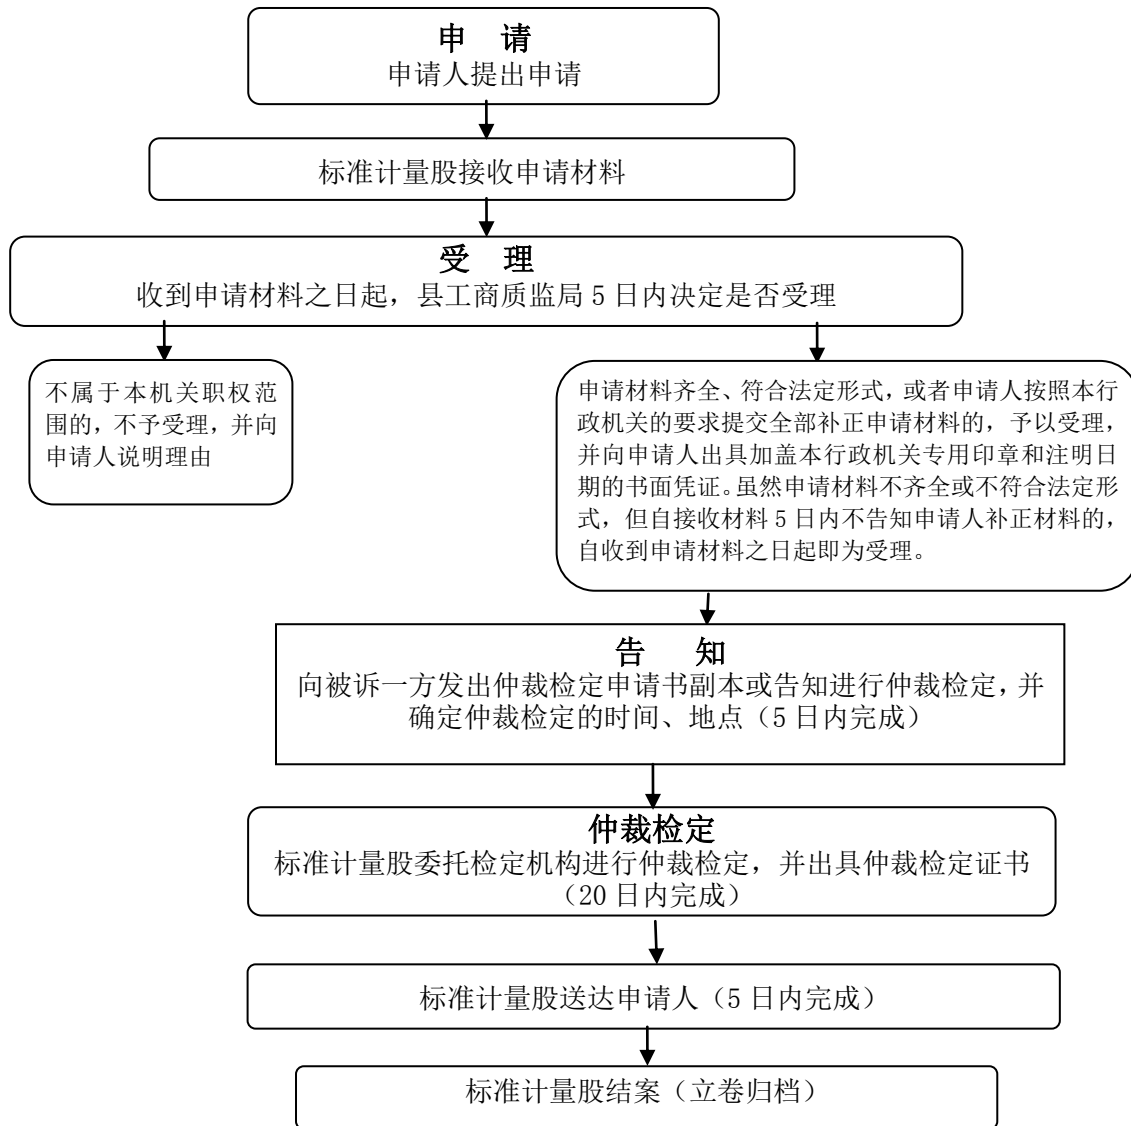 申 请
申请人提出申请
标准计量股接收申请材料
受 理
收到申请材料之日起，县工商质监局 5 日内决定是否受理
不属于本机关职权范
围的，不予受理，并向
申请人说明理由
申请材料齐全、符合法定形式，或者申请人按照本行
政机关的要求提交全部补正申请材料的，予以受理，
并向申请人出具加盖本行政机关专用印章和注明日
期的书面凭证。虽然申请材料不齐全或不符合法定形
式，但自接收材料 5 日内不告知申请人补正材料的，
自收到申请材料之日起即为受理。
告 知
向被诉一方发出仲裁检定申请书副本或告知进行仲裁检定，并
确定仲裁检定的时间、地点（5 日内完成）
仲裁检定
标准计量股委托检定机构进行仲裁检定，并出具仲裁检定证书
（20 日内完成）
标准计量股送达申请人（5 日内完成）
标准计量股结案（立卷归档）